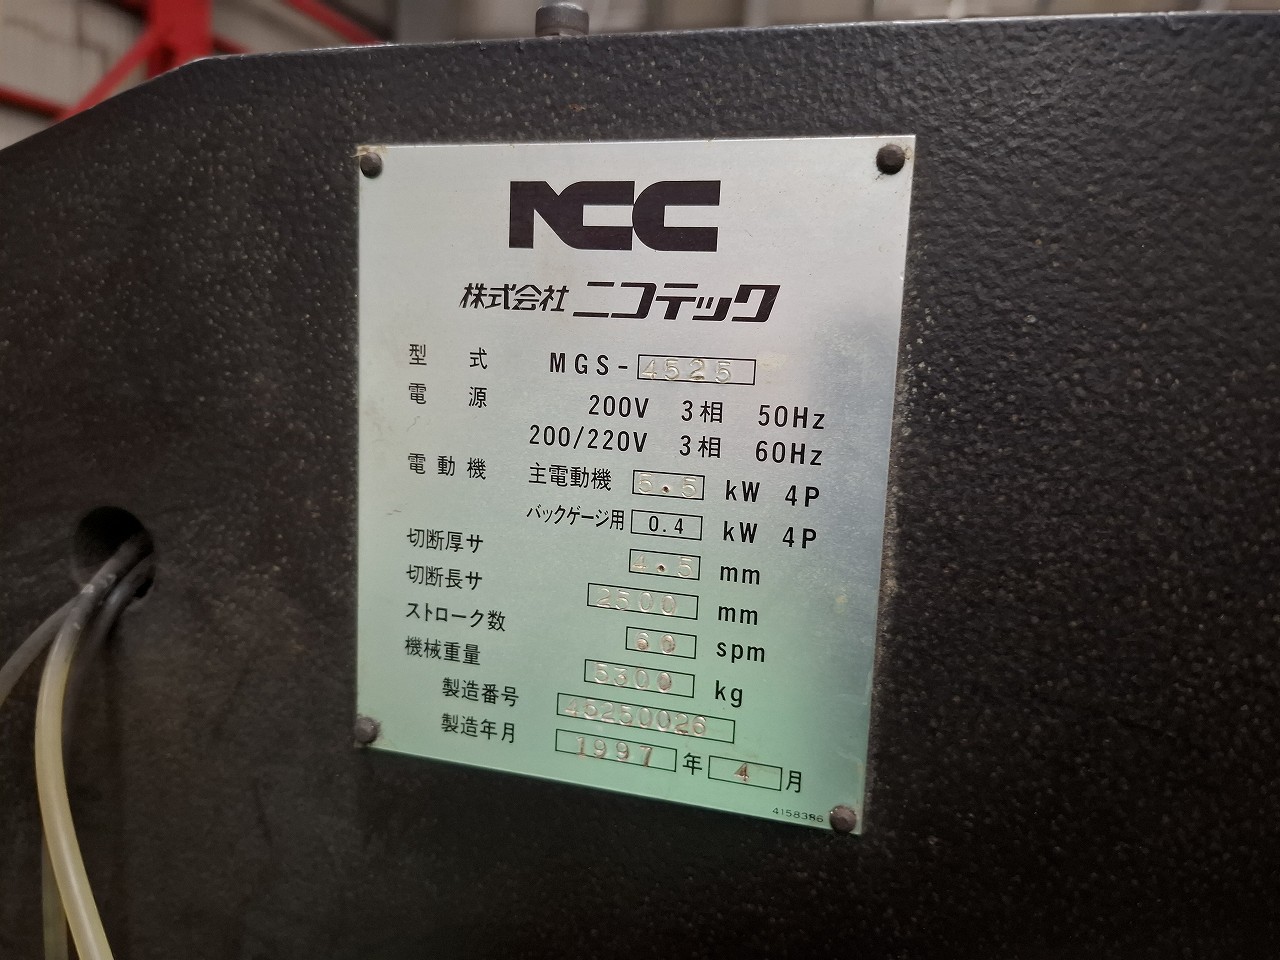 NCC
株式会社 ニコテック
型 式 MGS-4525
電 源 200V 3相 50Hz
200/220V 3相 60Hz
電 動 機 主電動機 5.5 kW 4P
バックゲージ用 0.4 kW 4P
切断厚サ 4.5 mm
切断長サ 2500 mm
ストローク数 60 spm
機械重量 5300 kg
製造番号 45250026
製造年月 1997 年 4 月
4158386